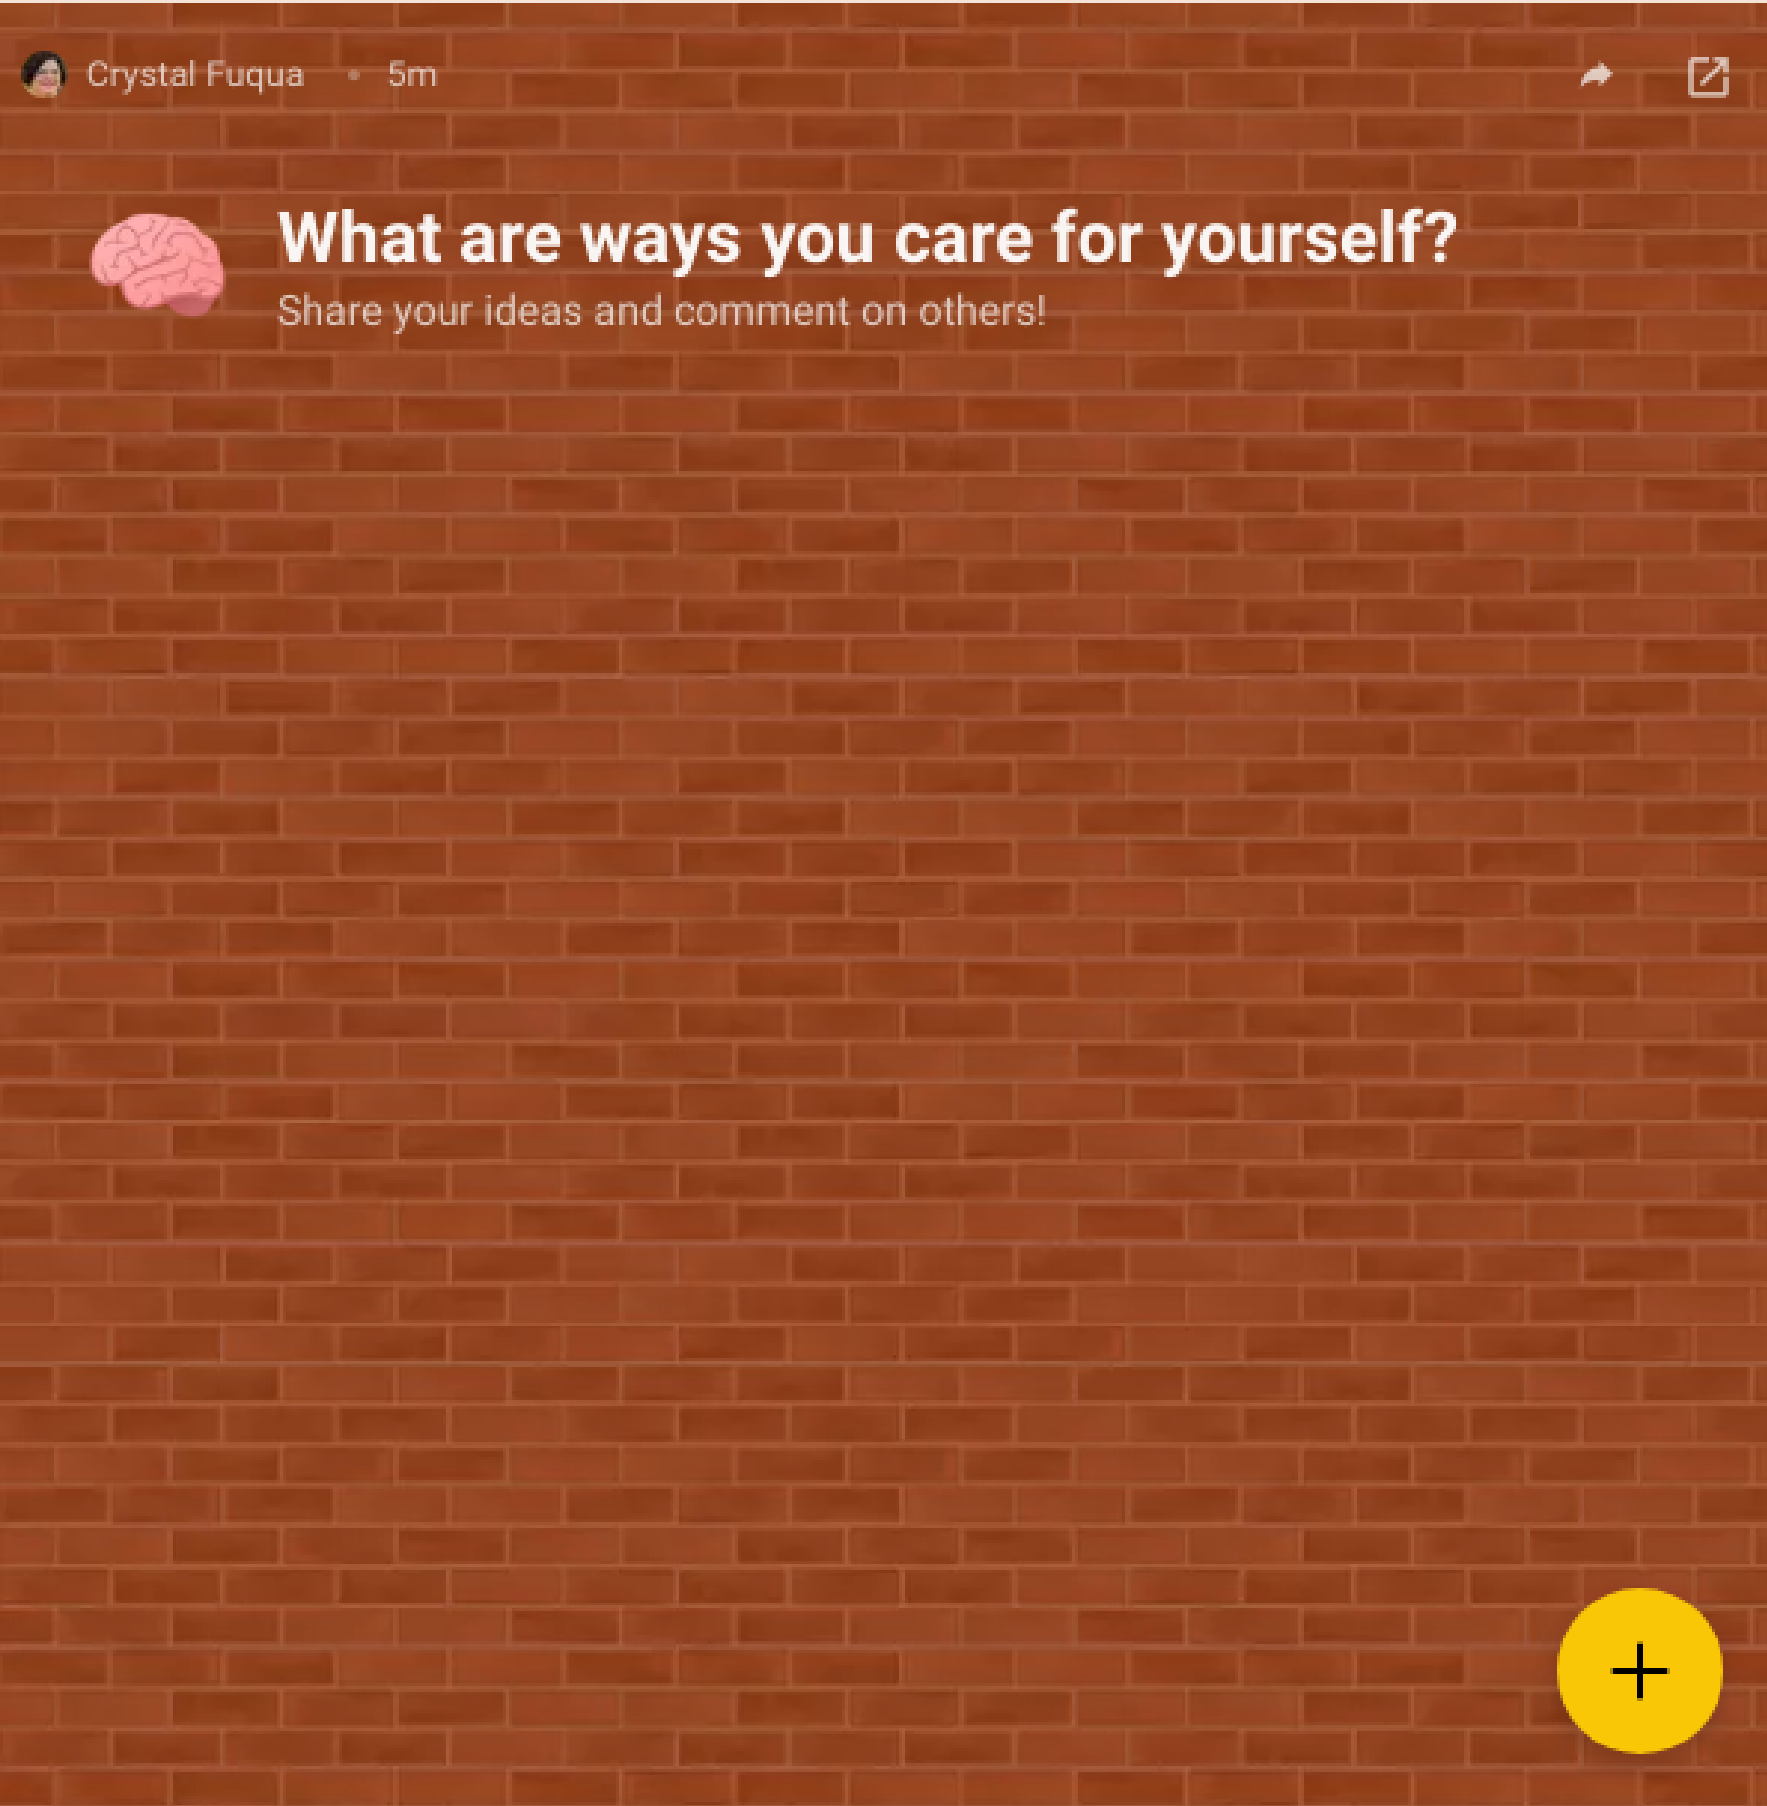 Crystal Fuqua • 5m
What are ways you care for yourself?
Share your ideas and comment on others!